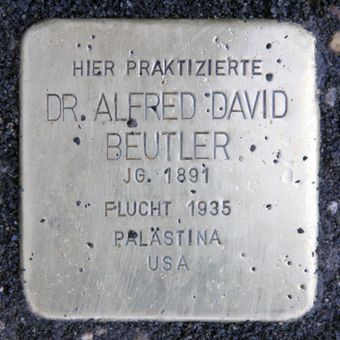 HIER PRAKTIZIERTE
DR. ALFRED DAVID
BEUTLER
JG. 1891
FLUCHT 1935
PALÄSTINA
USA